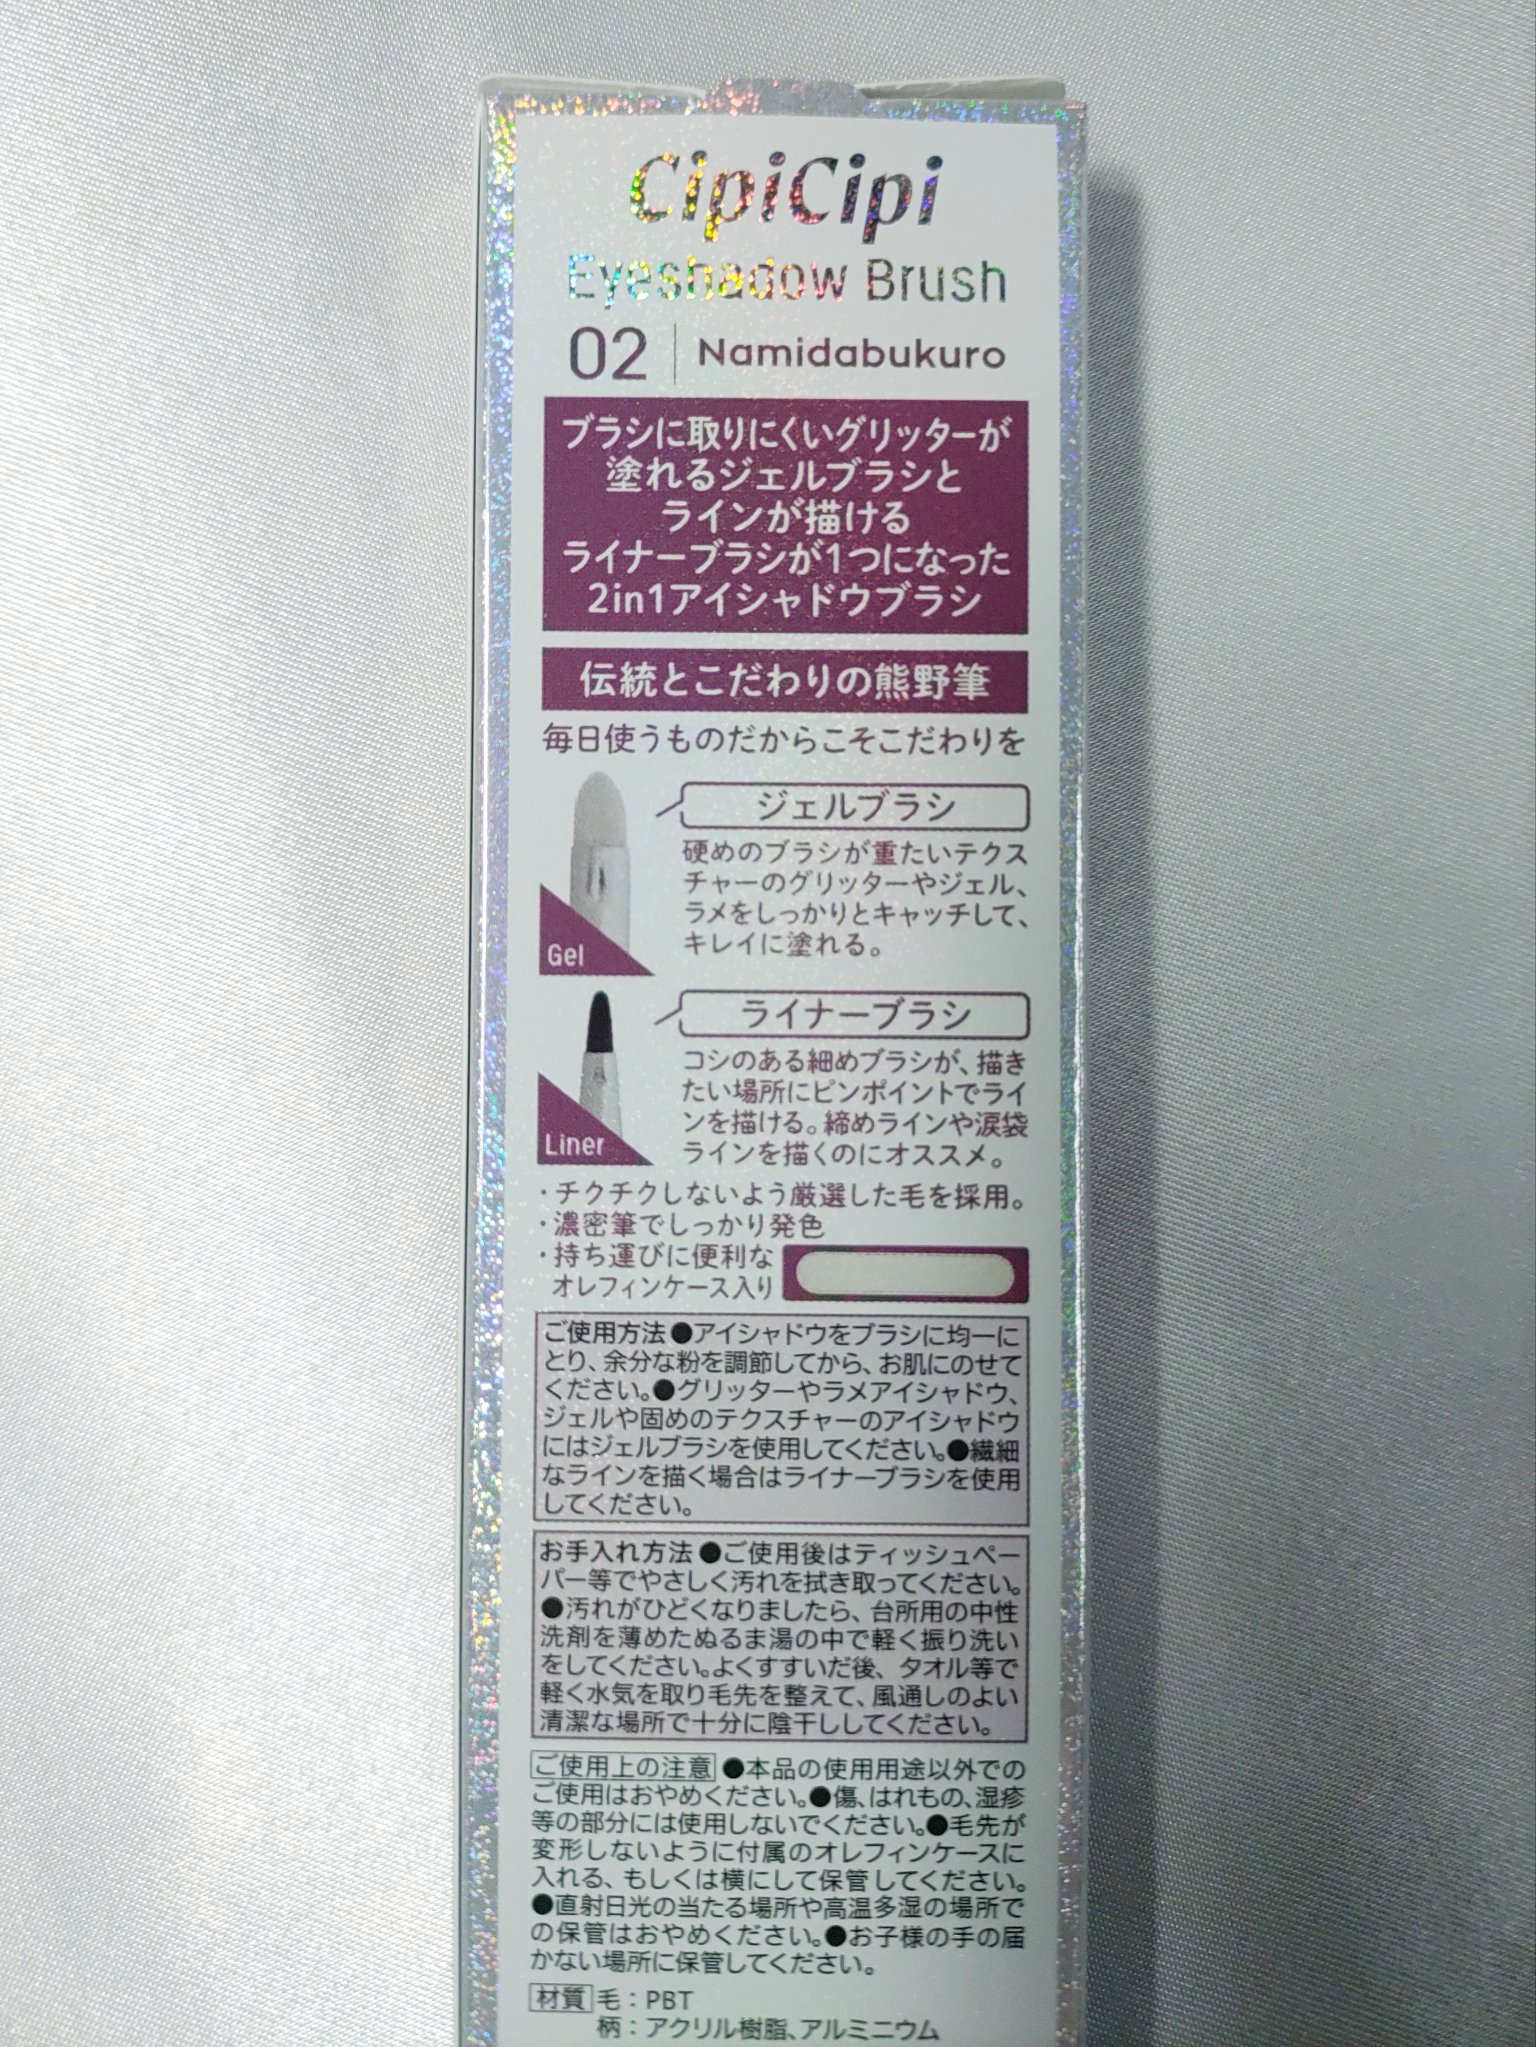 CipiCipi
Eyeshadow Brush
02 | Namidabukuro
ブラシに取りにくいグリッターが
塗れるジェルブラシと
ラインが描ける
ライナーブラシが1つになった
2in1アイシャドウブラシ
伝統とこだわりの熊野筆
毎日使うものだからこそこだわりを
ジェルブラシ
硬めのブラシが重たいテクス
チャーのグリッターやジェル、
ラメをしっかりとキャッチして、
キレイに塗れる。
Gel
ライナーブラシ
コシのある細めブラシが、描き
たい場所にピンポイントでライ
ンを描ける。締めラインや涙袋
ラインを描くのにオススメ。
Liner
・チクチクしないよう厳選した毛を採用。
・濃密筆でしっかり発色
・持ち運びに便利な
オレフィンケース入り
ご使用方法 ●アイシャドウをブラシに均一に
とり、余分な粉を調節してから、お肌にのせて
ください。●グリッターやラメアイシャドウ、
ジェルや固めのテクスチャーのアイシャドウ
にはジェルブラシを使用してください。●繊細
なラインを描く場合はライナーブラシを使用
してください。
お手入れ方法 ●ご使用後はティッシュペー
パー等でやさしく汚れを拭き取ってください。
●汚れがひどくなりましたら、台所用の中性
洗剤を薄めたぬるま湯の中で軽く振り洗い
をしてください。よくすすいだ後、タオル等で
軽く水気を取り毛先を整えて、風通しのよい
清潔な場所で十分に陰干ししてください。
ご使用上の注意 ●本品の使用用途以外での
ご使用はおやめください。●傷、はれもの、湿疹
等の部分には使用しないでください。●毛先が
変形しないように付属のオレフィンケースに
入れる、もしくは横にして保管してください。
●直射日光の当たる場所や高温多湿の場所で
の保管はおやめください。●お子様の手の届
かない場所に保管してください。
材質 毛：PBT
柄：アクリル樹脂、アルミニウム